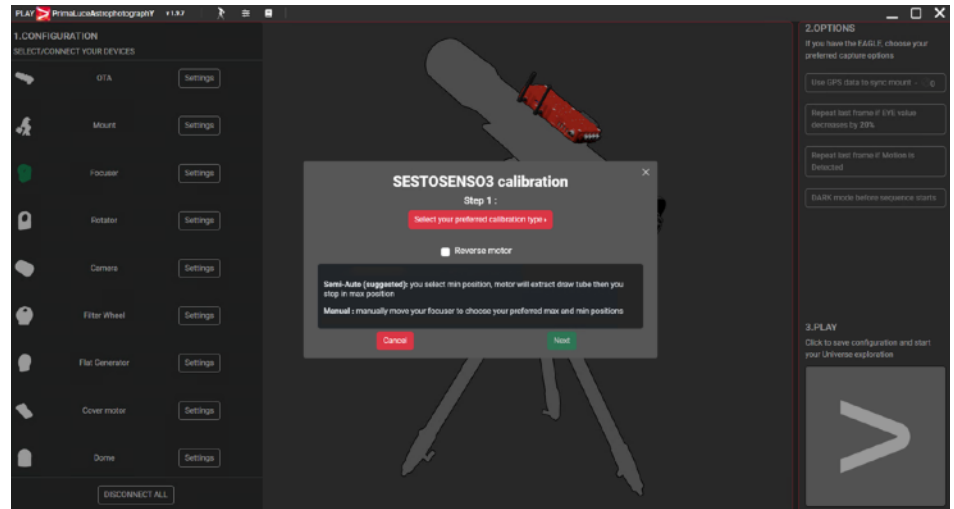 PLAY PrimaLuceAstrophotographY v1.9.7
1.CONFIGURATION
SELECT/CONNECT YOUR DEVICES
OTA Settings
Mount Settings
Focuser Settings
Rotator Settings
Camera Settings
Filter Wheel Settings
Flat Generator Settings
Cover motor Settings
Dome Settings
DISCONNECT ALL
SESTOSENSO3 calibration
Step 1 :
Select your preferred calibration type
Reverse motor
Semi-Auto (suggested): you select min position, motor will extract draw tube then you
stop in max position
Manual : manually move your focuser to choose your preferred max and min positions
Cancel Next
2.OPTIONS
If you have the EAGLE, choose your
preferred capture options
Use GPS data to sync mount
Repeat last frame if EYE value
decreases by 20%
Repeat last frame if Motion is
Detected
DARK mode before sequence starts
3.PLAY
Click to save configuration and start
your Universe exploration